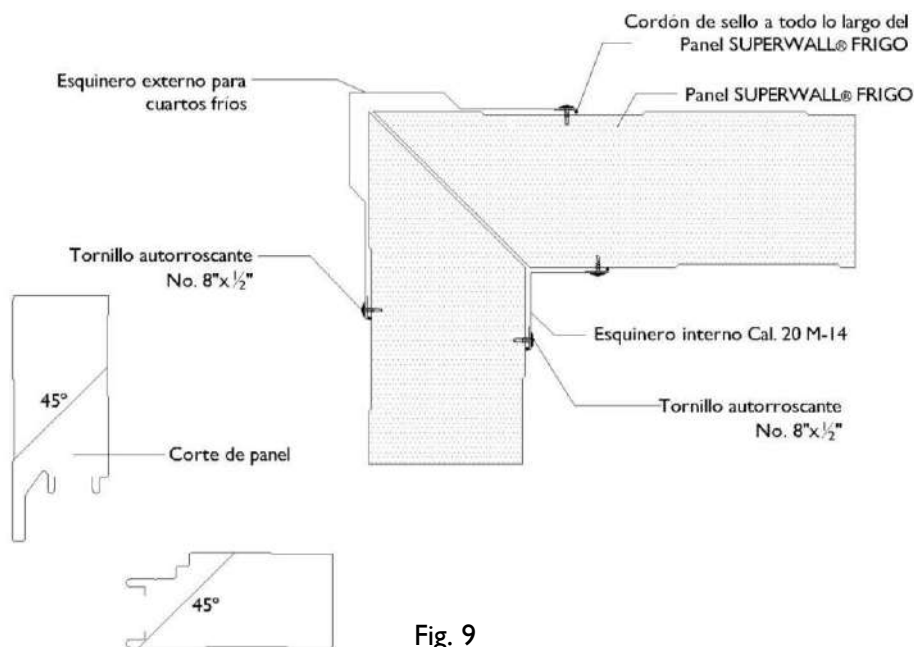 Cordón de sello a todo lo largo del
Panel SUPERWALL® FRIGO
Esquinero externo para
cuartos fríos
Panel SUPERWALL® FRIGO
Tornillo autorroscante
No. 8"x½"
Esquinero interno Cal. 20 M-14
45°
Tornillo autorroscante
No. 8"x½"
Corte de panel
45°
Fig. 9